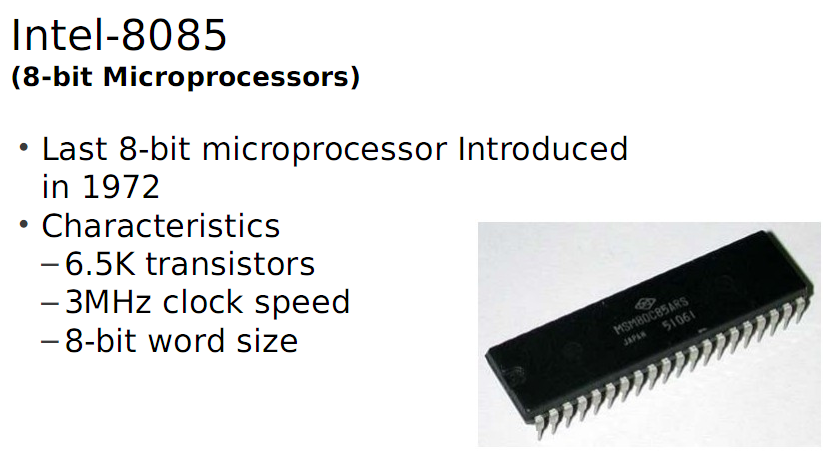 Intel-8085
(8-bit Microprocessors)
• Last 8-bit microprocessor Introduced
in 1972
• Characteristics
–6.5K transistors
–3MHz clock speed
–8-bit word size
MSM80C85ARS
JAPAN 51061